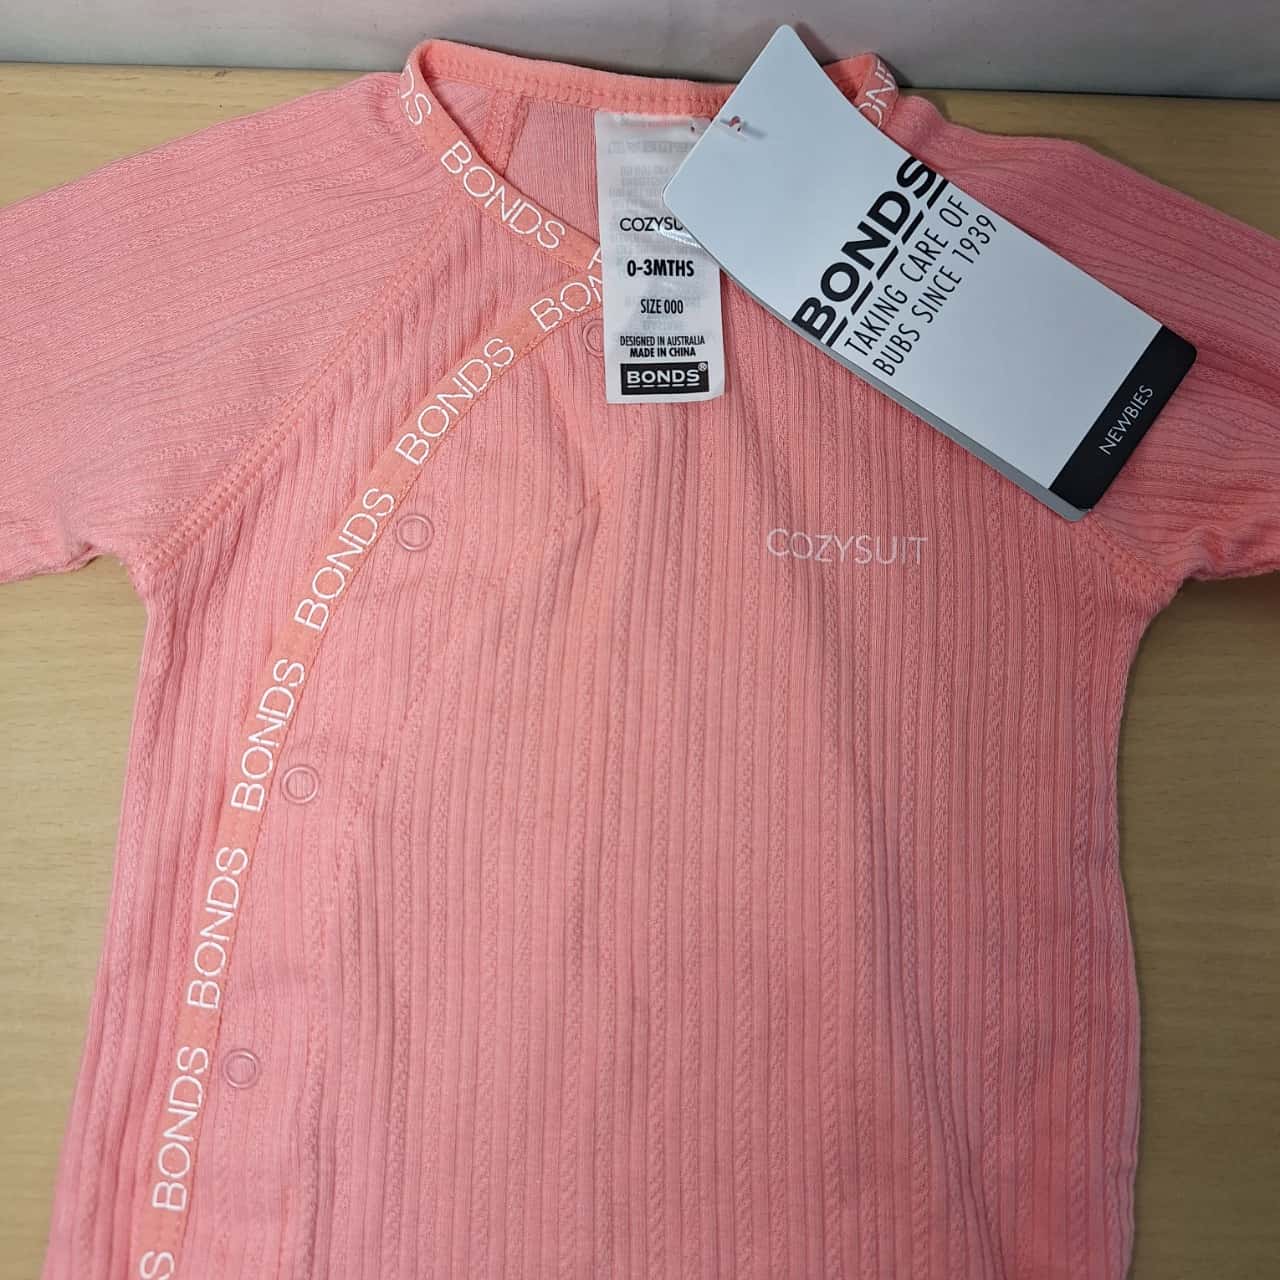 BONDS
BONDS
BONDS
BONDS
BONDS
BONDS
BONDS
COZYSUIT
0-3MTHS
SIZE 000
DESIGNED IN AUSTRALIA
MADE IN CHINA
BONDS®
BONDS
TAKING CARE OF
BUBS SINCE 1939
NEWBIES
COZYSUIT